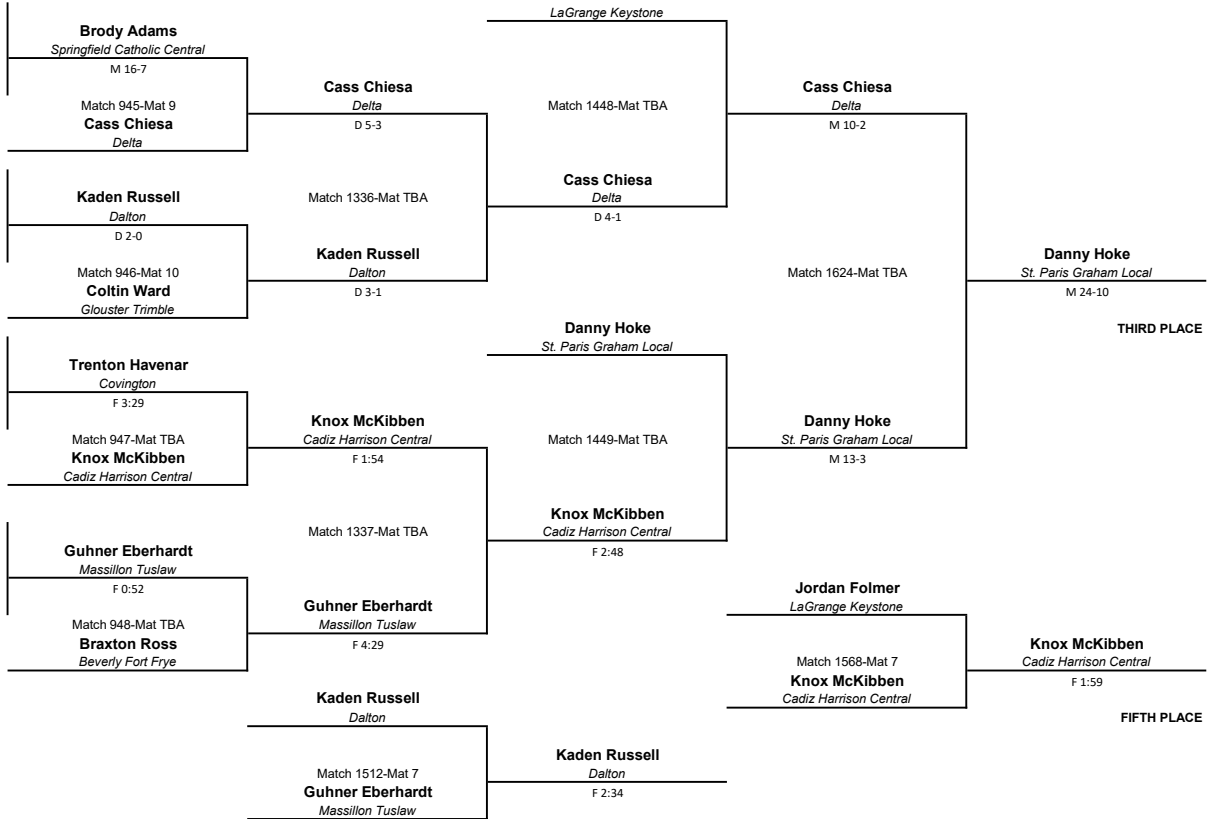 Brody Adams
Springfield Catholic Central
M 16-7
Match 945-Mat 9
Cass Chiesa
Delta
Kaden Russell
Dalton
D 2-0
Match 946-Mat 10
Coltin Ward
Glouster Trimble
Trenton Havenar
Covington
F 3:29
Match 947-Mat TBA
Knox McKibben
Cadiz Harrison Central
Guhner Eberhardt
Massillon Tuslaw
F 0:52
Match 948-Mat TBA
Braxton Ross
Beverly Fort Frye
Cass Chiesa
Delta
D 5-3
Match 1336-Mat TBA
Kaden Russell
Dalton
D 3-1
Knox McKibben
Cadiz Harrison Central
F 1:54
Match 1337-Mat TBA
Guhner Eberhardt
Massillon Tuslaw
F 4:29
Kaden Russell
Dalton
Match 1512-Mat 7
Guhner Eberhardt
Massillon Tuslaw
LaGrange Keystone
Match 1448-Mat TBA
Cass Chiesa
Delta
D 4-1
Danny Hoke
St. Paris Graham Local
Match 1449-Mat TBA
Knox McKibben
Cadiz Harrison Central
F 2:48
Kaden Russell
Dalton
F 2:34
Cass Chiesa
Delta
M 10-2
Match 1624-Mat TBA
Danny Hoke
St. Paris Graham Local
M 13-3
Jordan Folmer
LaGrange Keystone
Match 1568-Mat 7
Knox McKibben
Cadiz Harrison Central
Danny Hoke
St. Paris Graham Local
M 24-10
THIRD PLACE
Knox McKibben
Cadiz Harrison Central
F 1:59
FIFTH PLACE